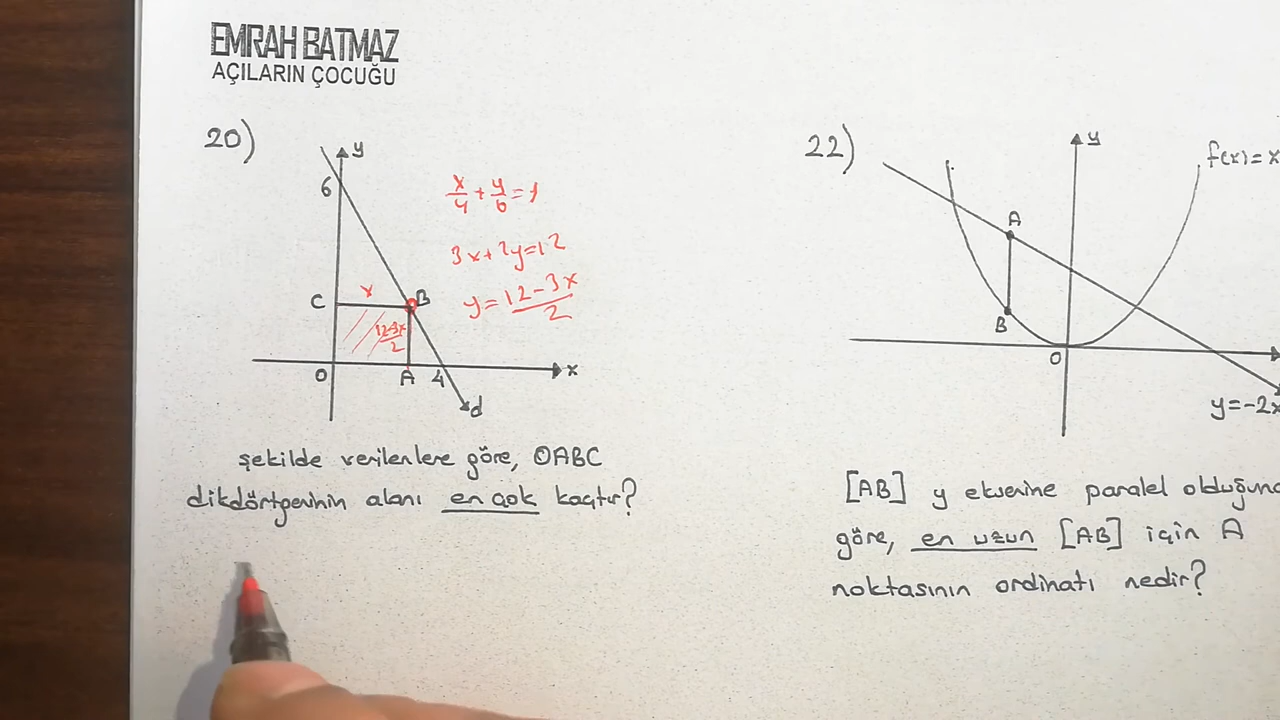 EMRAH BATMAZ
AÇILARIN ÇOCUĞU
20)
y
6
x/4 + y/6 = 1
3x+2y=12
y = 12-3x/2
C
x
B
12-3x/2
O
A
4
x
d
şekilde verilenlere göre, OABC
dikdörtgeninin alanı en çok kaçtır?
22)
y
f(x)=x
A
B
O
y=-2x
[AB] y eksenine paralel olduğuna
göre, en uzun [AB] için A
noktasının ordinatı nedir?